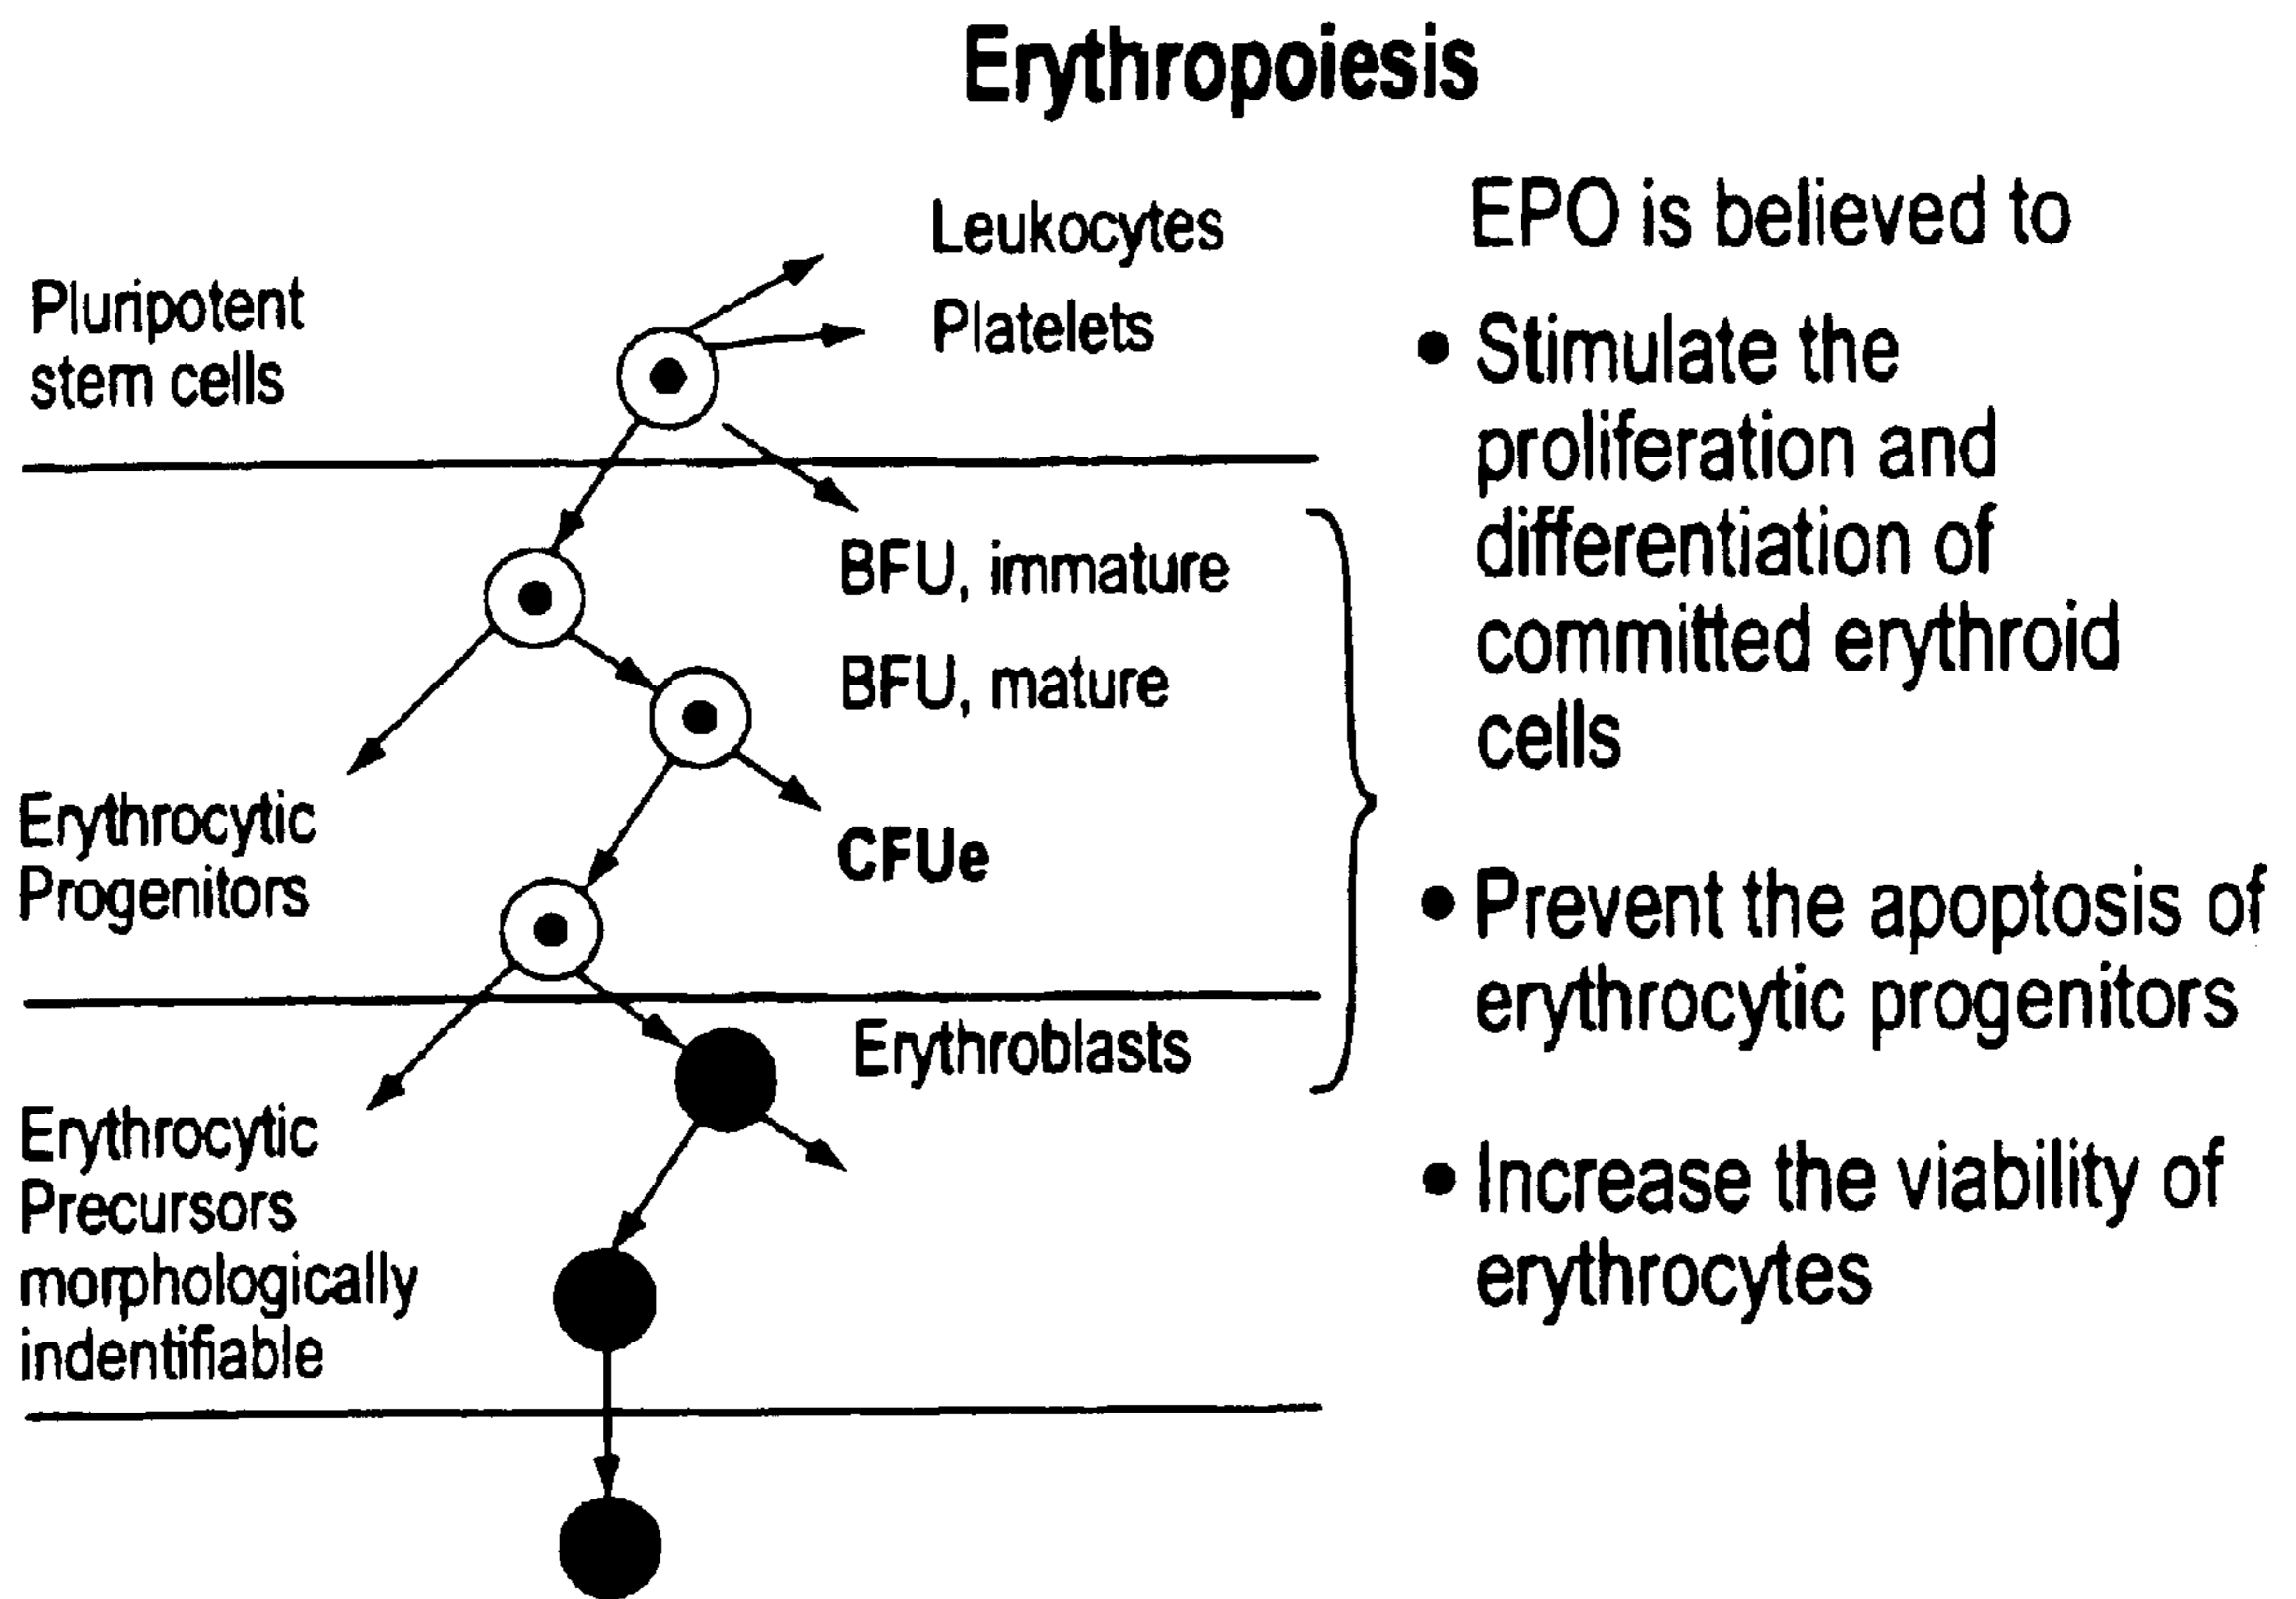 Erythropoiesis
Pluripotent
stem cells
Leukocytes
Platelets
BFU, immature
BFU, mature
Erythrocytic
Progenitors
CFUe
Erythroblasts
Erythrocytic
Precursors
morphologically
indentifiable
EPO is believed to
• Stimulate the
proliferation and
differentiation of
committed erythroid
cells
• Prevent the apoptosis of
erythrocytic progenitors
• Increase the viability of
erythrocytes